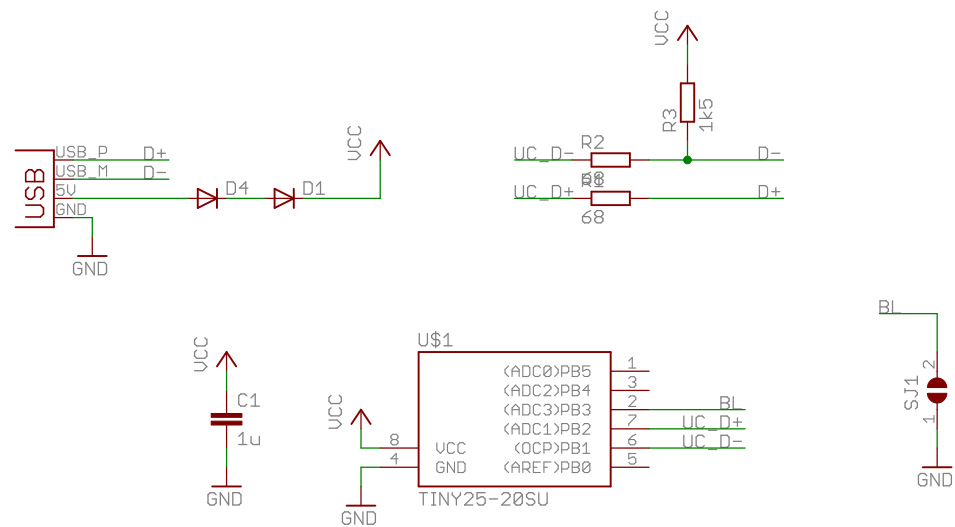 VCC
R3
1k5
VCC
USB
USB_P
D+
USB_M
D-
5V
GND
D4
D1
GND
UC_D-
R2
68
D-
UC_D+
R1
68
D+
BL
2
SJ1
1
GND
VCC
C1
1u
GND
VCC
GND
U$1
8
VCC
4
GND
(ADC0)PB5
1
(ADC2)PB4
3
(ADC3)PB3
2
BL
(ADC1)PB2
7
UC_D+
(OCP)PB1
6
UC_D-
(AREF)PB0
5
TINY25-20SU